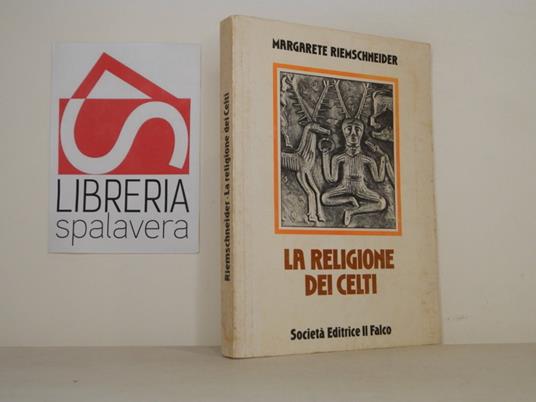 LIBRERIA
spalavera
Riemschneider - La religione dei Celti
MARGARETE RIEMSCHNEIDER
LA RELIGIONE
DEI CELTI
Società Editrice Il Falco